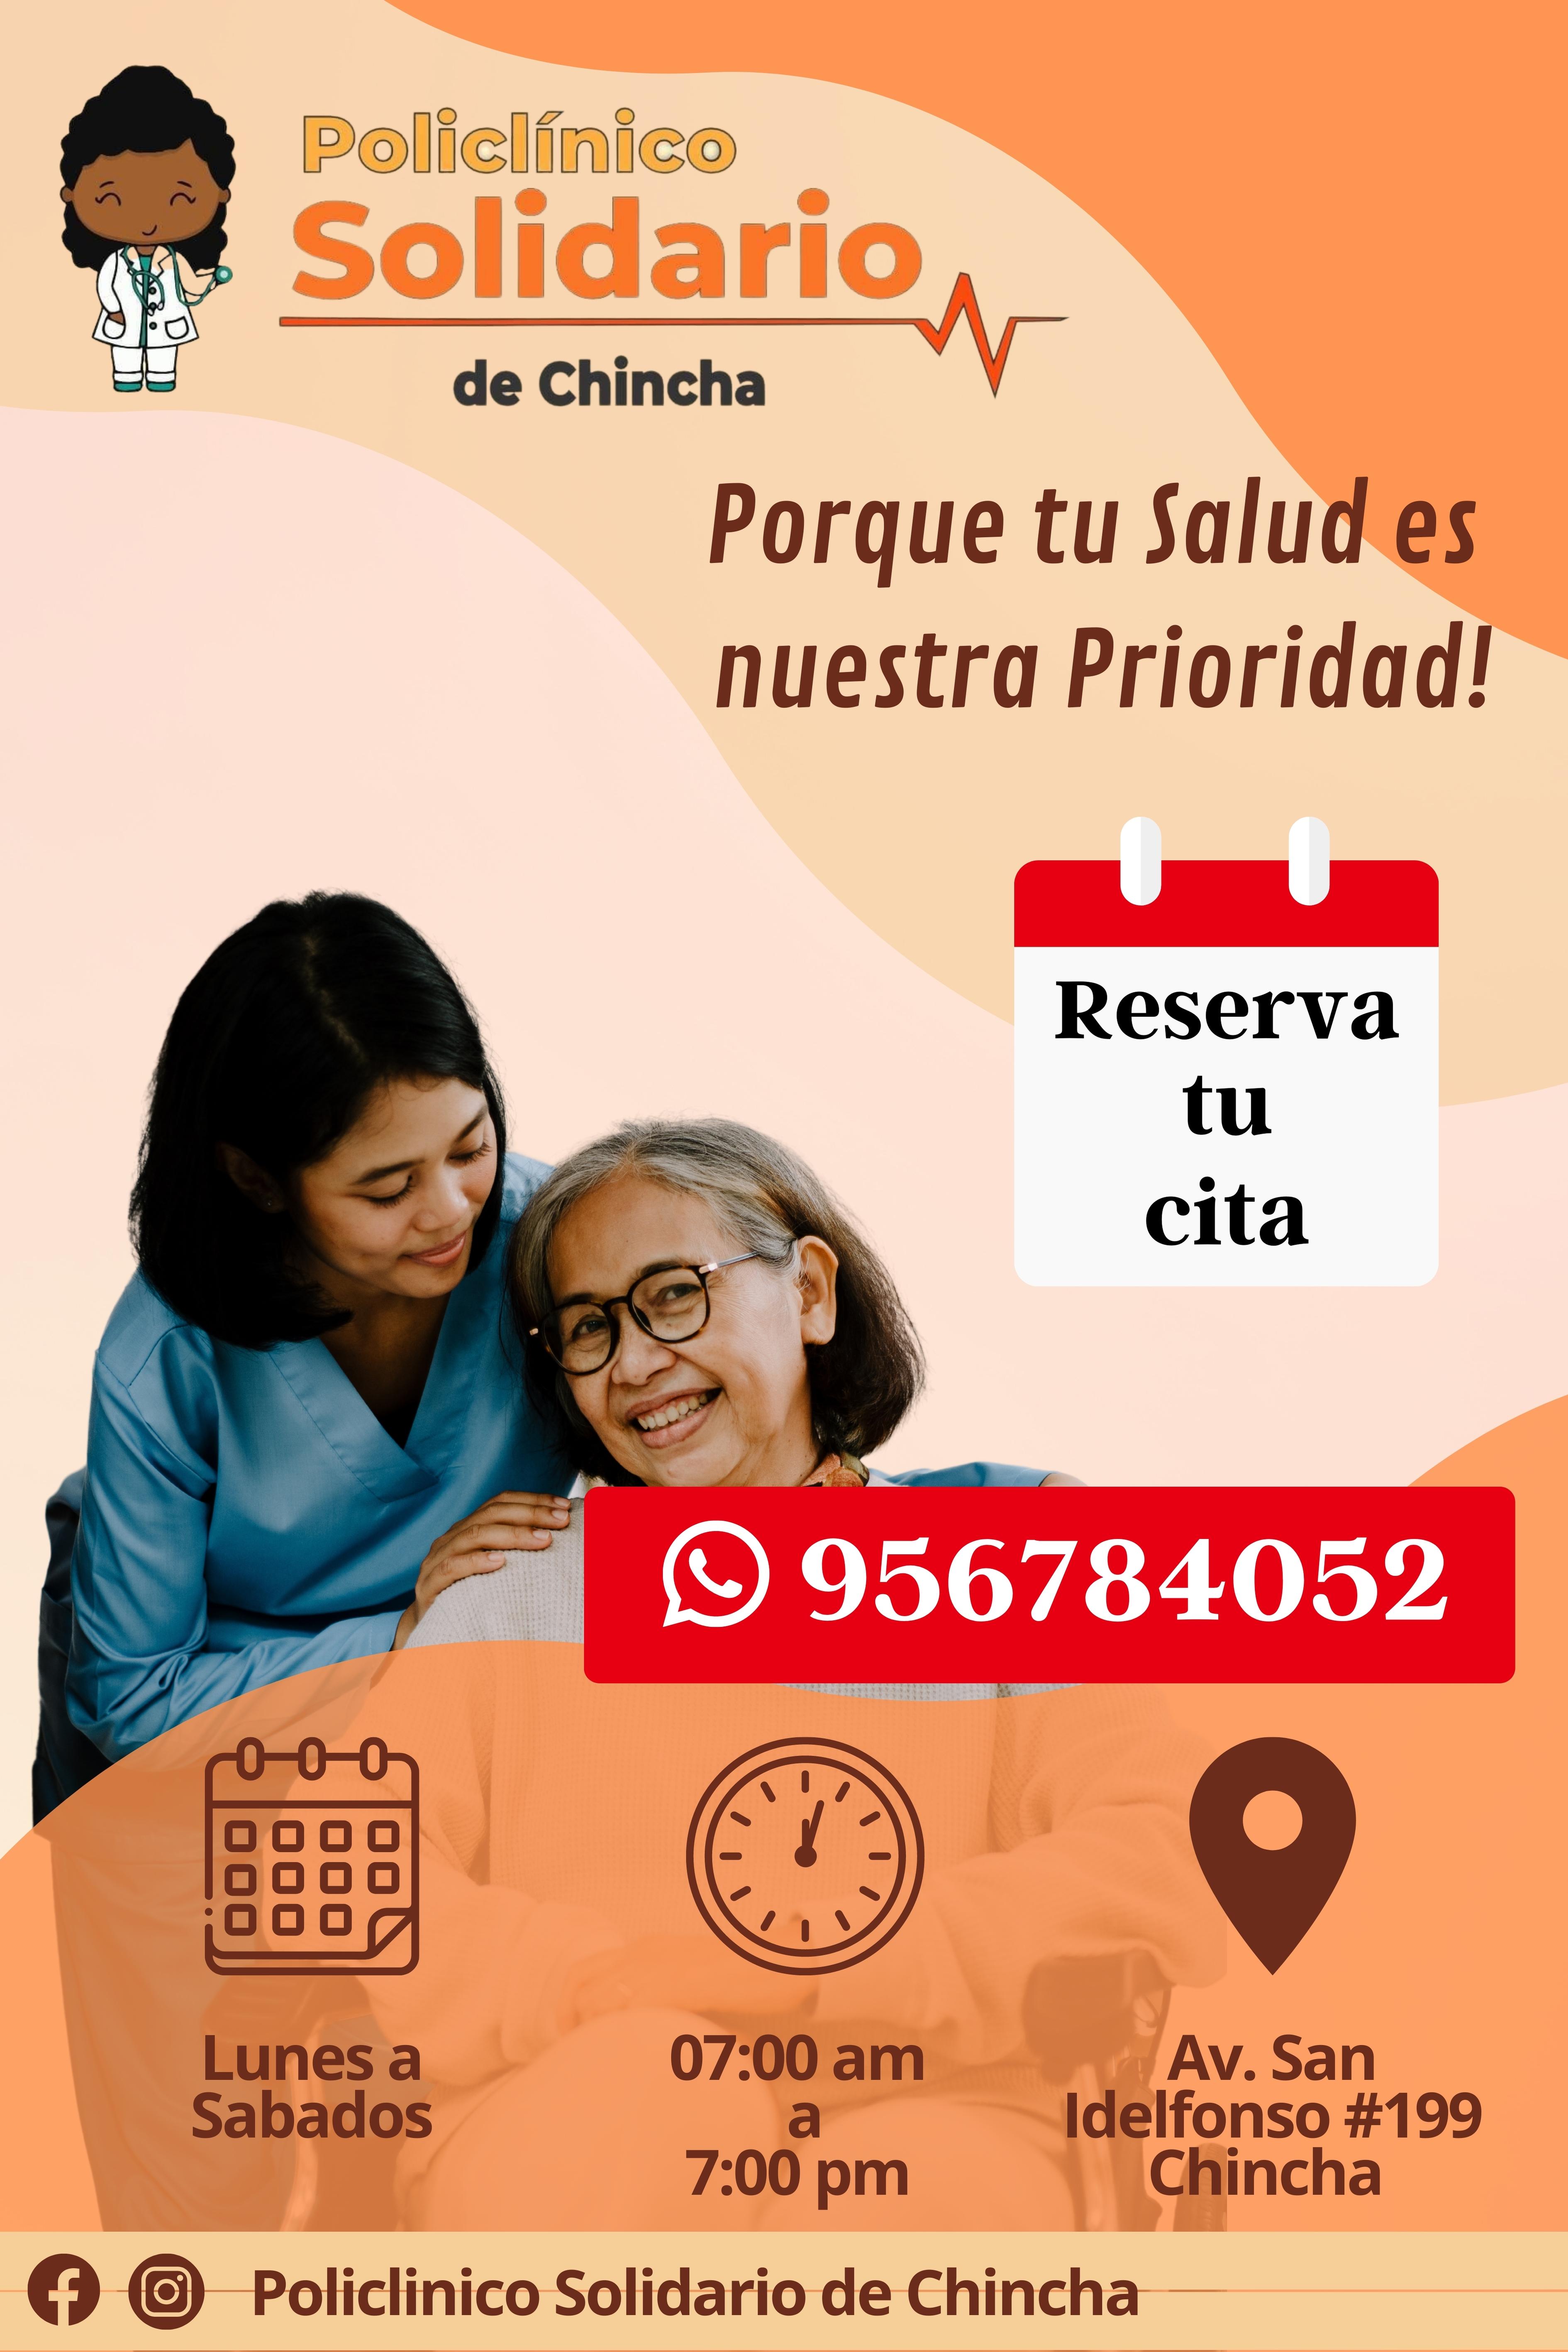 Policlínico
Solidario
de Chincha
Porque tu Salud es
nuestra Prioridad!
Reserva
tu
cita
956784052
Lunes a
Sabados
07:00 am
a
7:00 pm
Av. San
Idelfonso #199
Chincha
Policlinico Solidario de Chincha